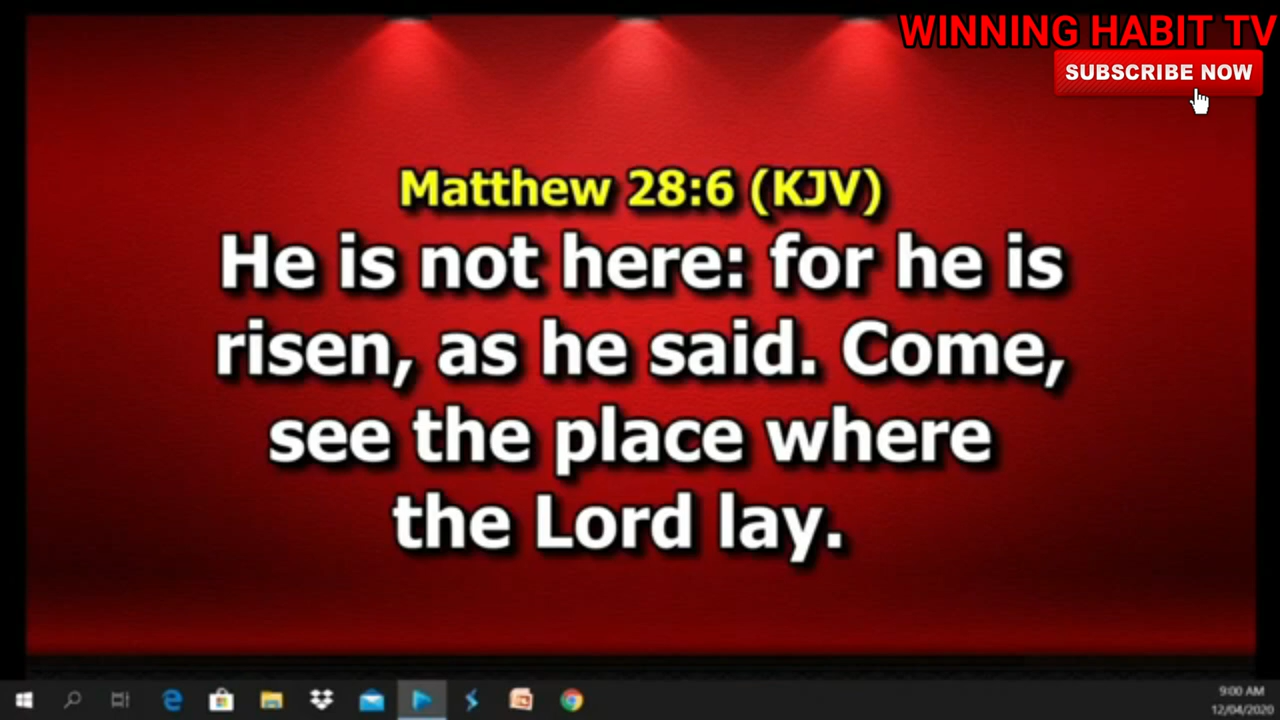 WINNING HABIT TV
SUBSCRIBE NOW
Matthew 28:6 (KJV)
He is not here: for he is
risen, as he said. Come,
see the place where
the Lord lay.
9:00 AM
12/04/2020